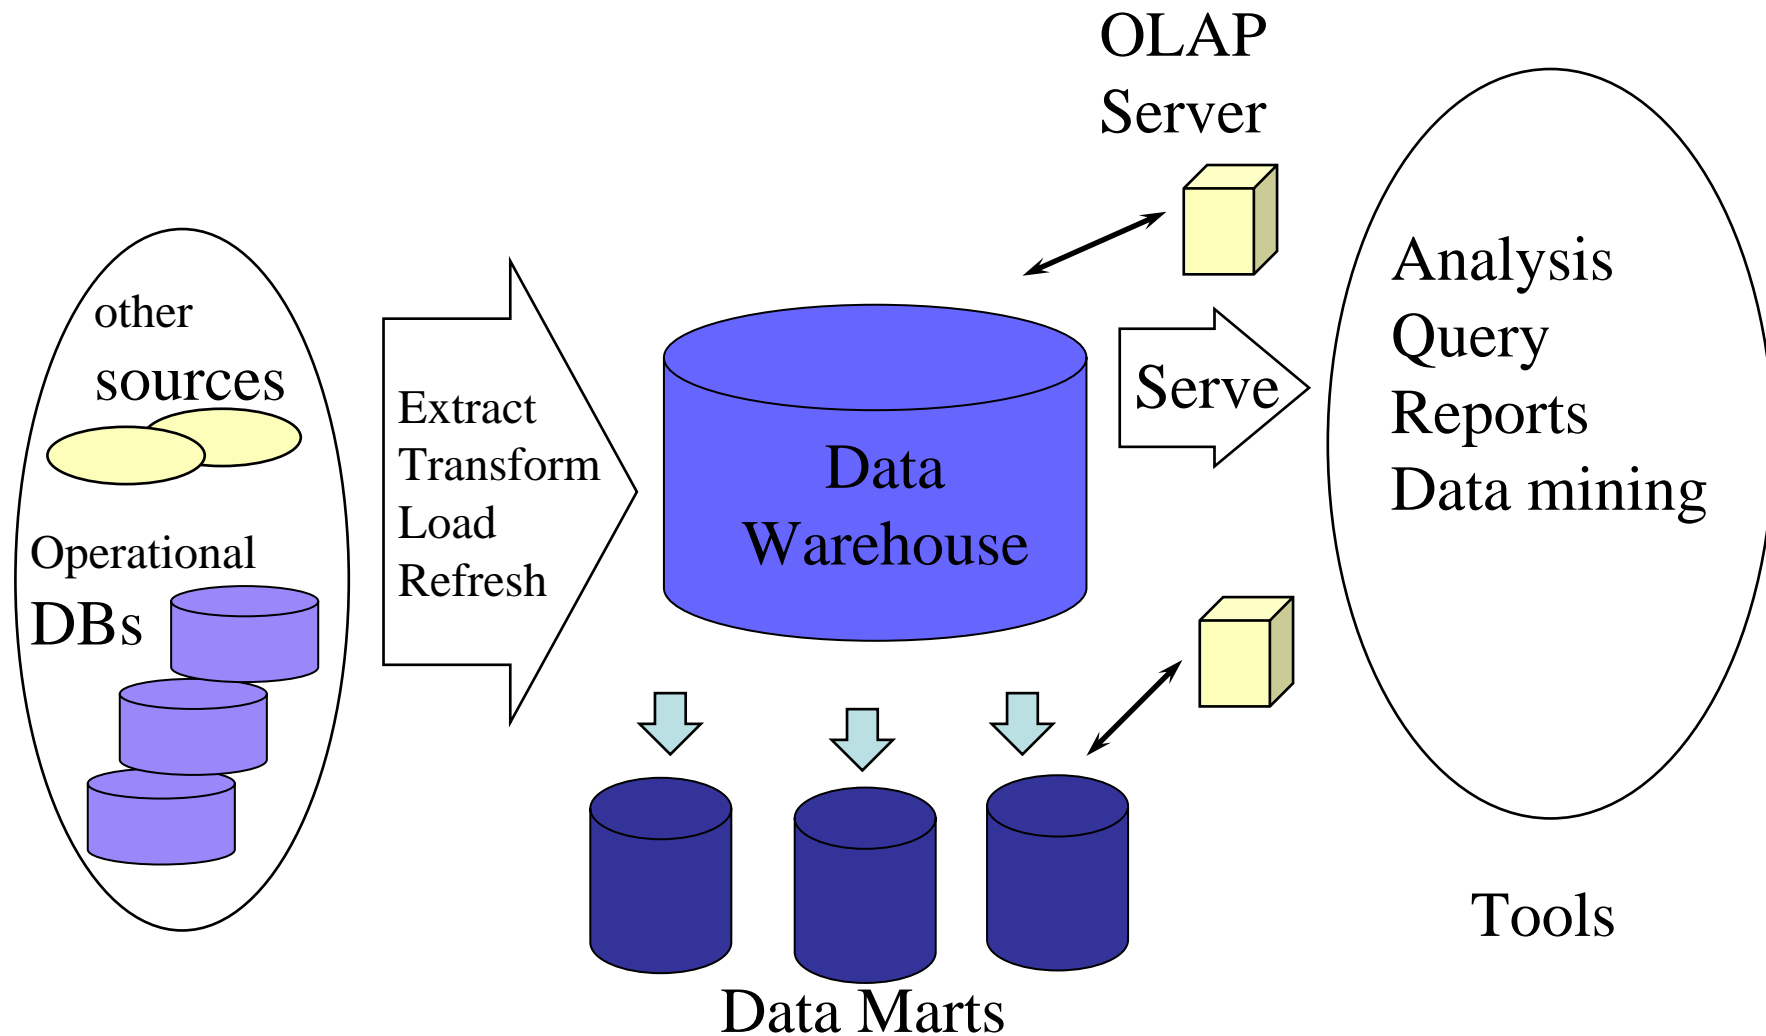 OLAP
Server
other
sources
Operational
DBs
Extract
Transform
Load
Refresh
Data
Warehouse
Serve
Analysis
Query
Reports
Data mining
Tools
Data Marts